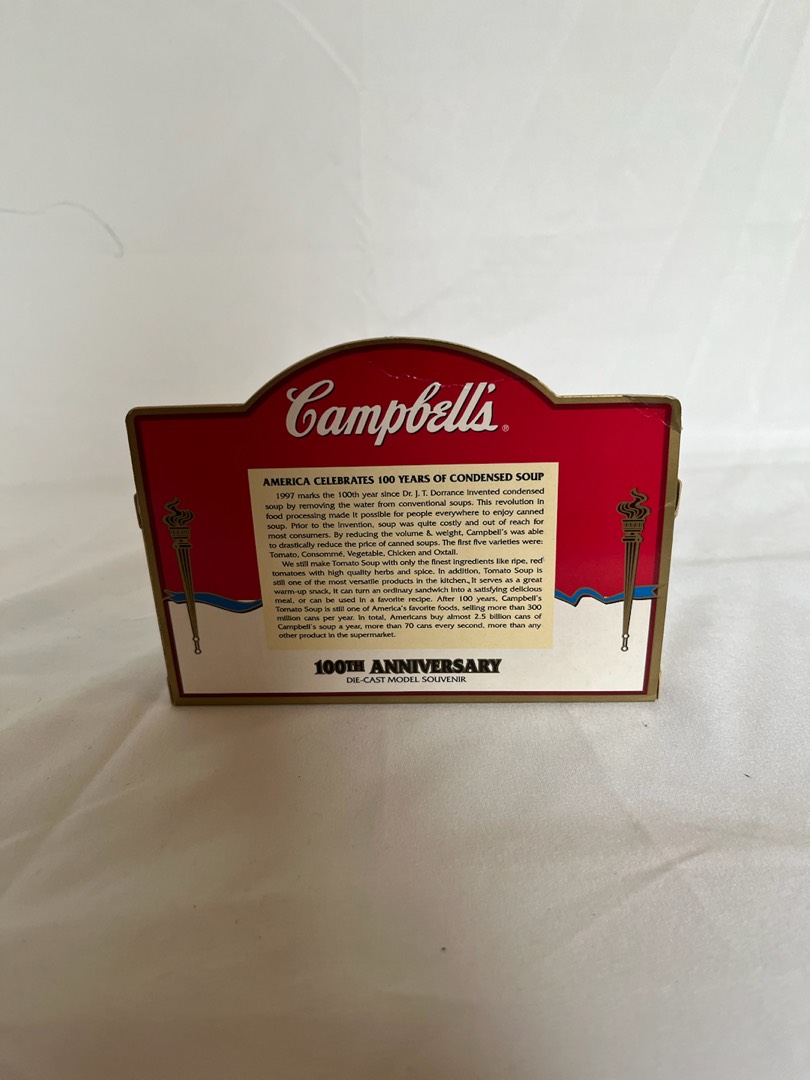 Campbell's®
AMERICA CELEBRATES 100 YEARS OF CONDENSED SOUP
1997 marks the 100th year since Dr. J. T. Dorrance invented condensed
soup by removing the water from conventional soups. This revolution in
food processing made it possible for people everywhere to enjoy canned
soup. Prior to the invention, soup was quite costly and out of reach for
most consumers. By reducing the volume & weight, Campbell's was able
to drastically reduce the price of canned soups. The first five varieties were:
Tomato, Consommé, Vegetable, Chicken and Oxtail.
We still make Tomato Soup with only the finest ingredients like ripe, red
tomatoes with high quality herbs and spice. In addition, Tomato Soup is
still one of the most versatile products in the kitchen. It serves as a great
warm-up snack, it can turn an ordinary sandwich into a satisfying delicious
meal, or can be used in a favorite recipe. After 100 years, Campbell's
Tomato Soup is still one of America's favorite foods, selling more than 300
million cans per year. In total, Americans buy almost 2.5 billion cans of
Campbell's soup a year, more than 70 cans every second, more than any
other product in the supermarket.
100TH ANNIVERSARY
DIE-CAST MODEL SOUVENIR